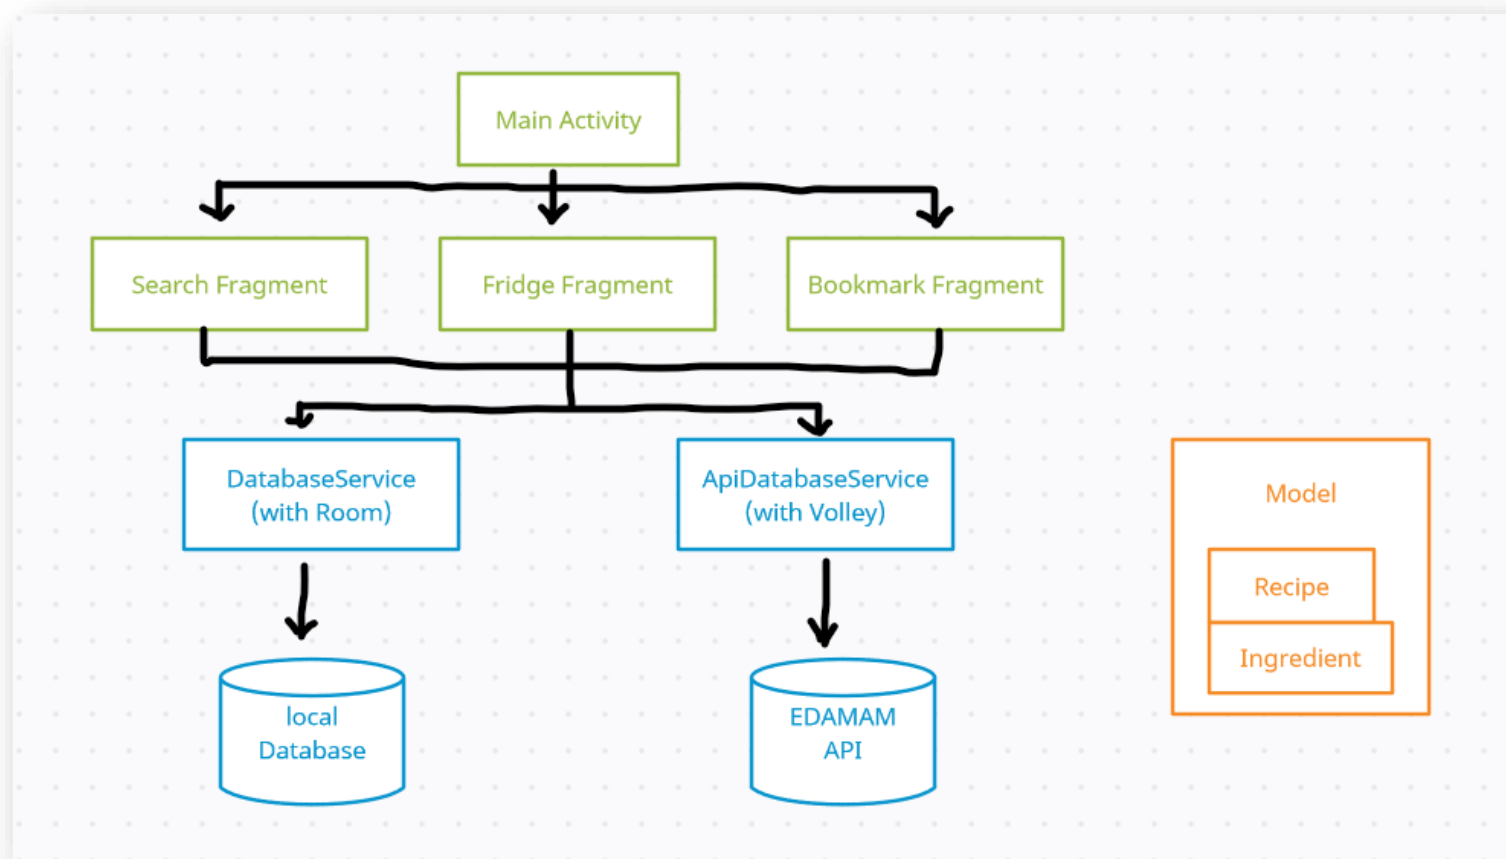 Main Activity
Search Fragment
Fridge Fragment
Bookmark Fragment
DatabaseService
(with Room)
ApiDatabaseService
(with Volley)
Model
Recipe
Ingredient
local
Database
EDAMAM
API